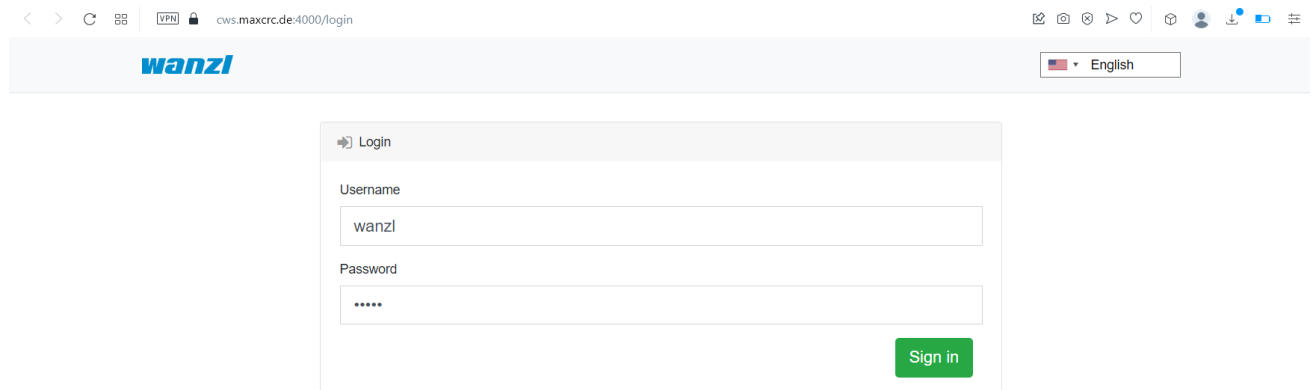 VPN cws.maxcrc.de:4000/login
wanzl
English
Login
Username
wanzl
Password
•••••
Sign in